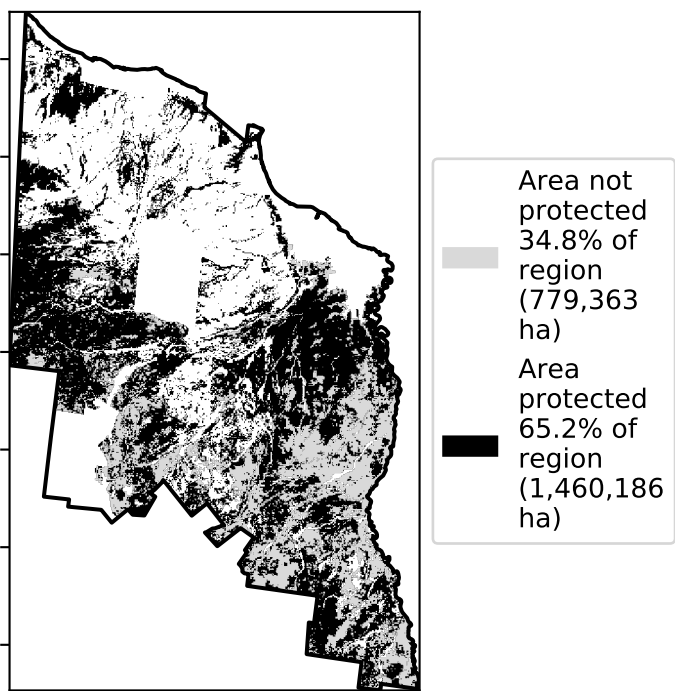 Area not
protected
34.8% of
region
(779,363
ha)
Area
protected
65.2% of
region
(1,460,186
ha)